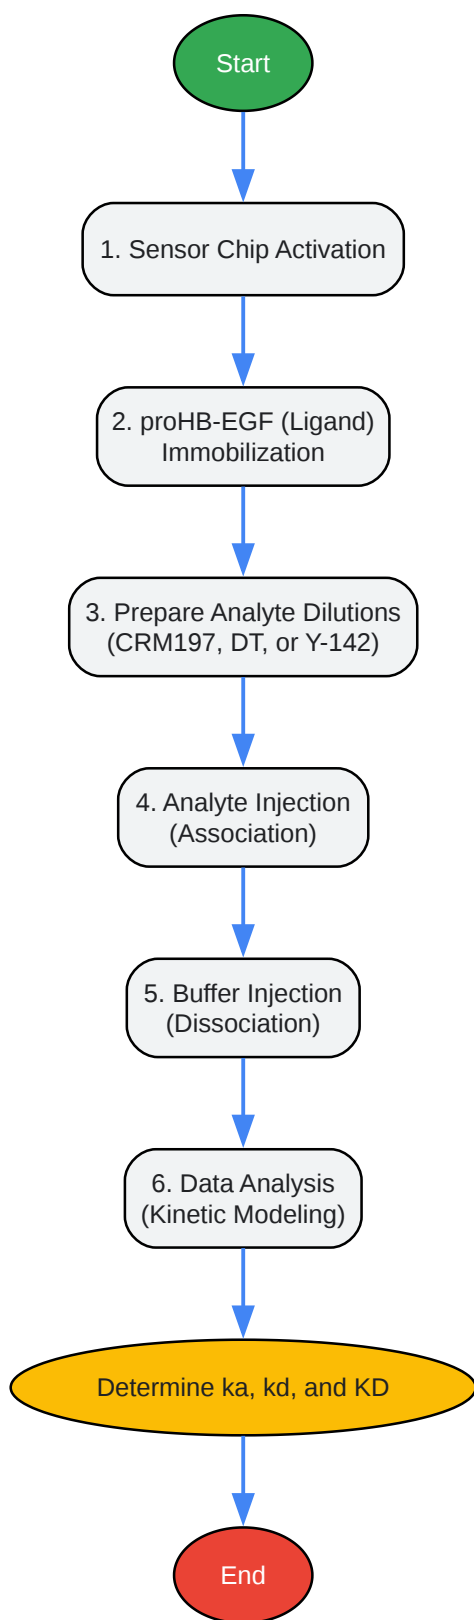 Start
1. Sensor Chip Activation
2. proHB-EGF (Ligand)
Immobilization
3. Prepare Analyte Dilutions
(CRM197, DT, or Y-142)
4. Analyte Injection
(Association)
5. Buffer Injection
(Dissociation)
6. Data Analysis
(Kinetic Modeling)
Determine ka, kd, and KD
End